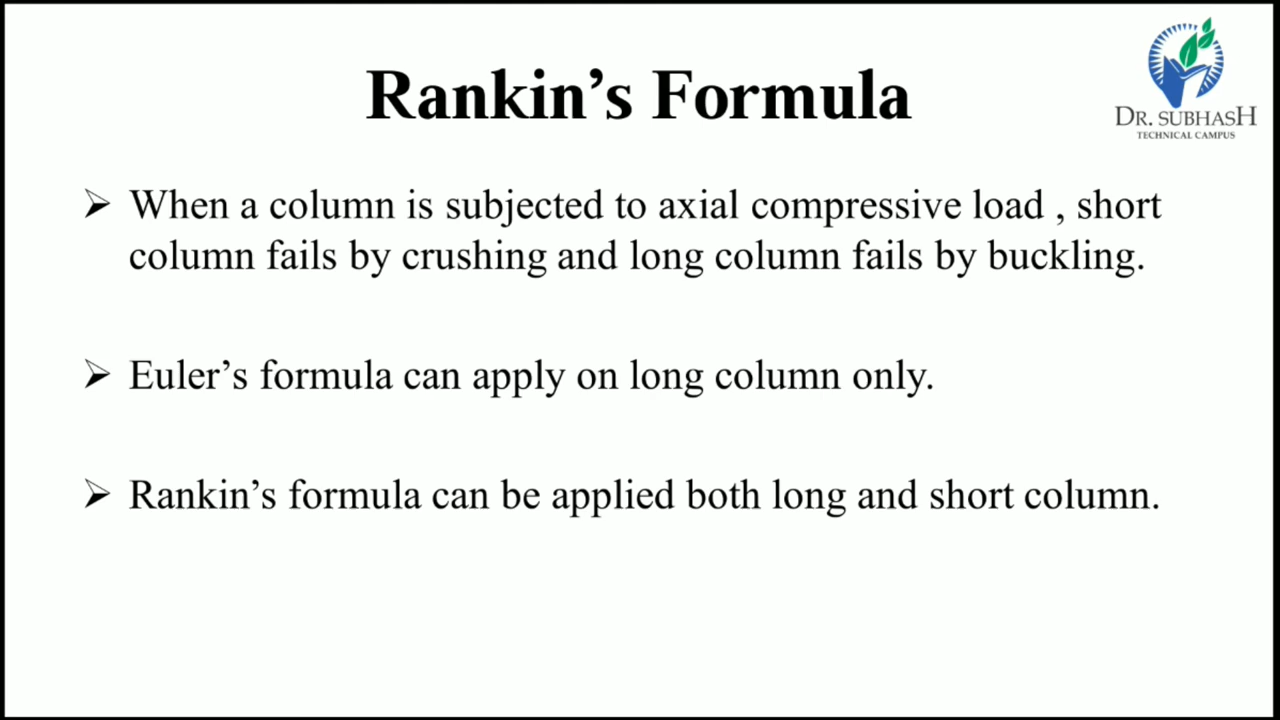 Rankin’s Formula
DR. SUBHASH
TECHNICAL CAMPUS
➢ When a column is subjected to axial compressive load , short
column fails by crushing and long column fails by buckling.
➢ Euler’s formula can apply on long column only.
➢ Rankin’s formula can be applied both long and short column.